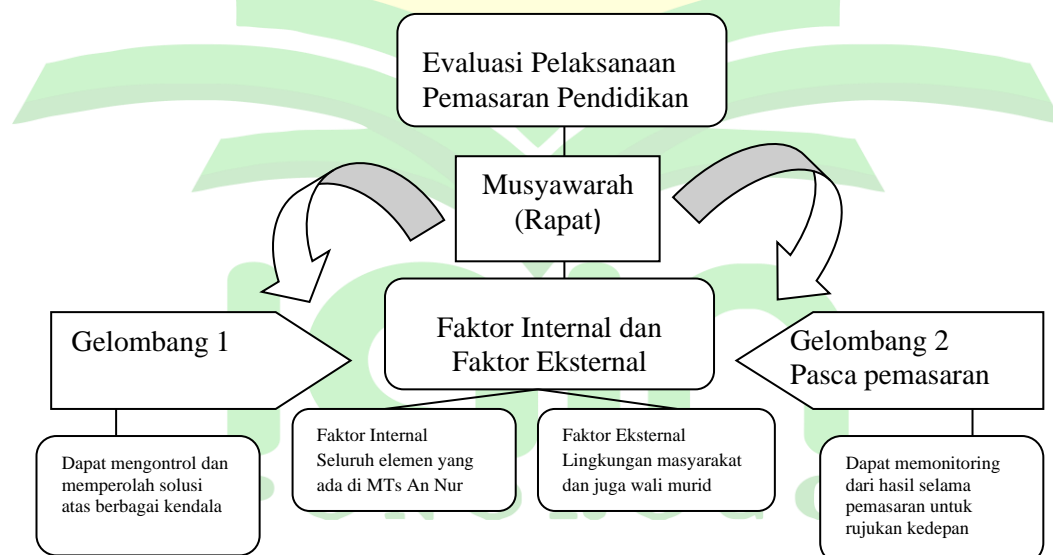 Evaluasi Pelaksanaan
Pemasaran Pendidikan
Musyawarah
(Rapat)
Faktor Internal dan
Faktor Eksternal
Gelombang 1
Gelombang 2
Pasca pemasaran
Dapat mengontrol dan
memperolah solusi
atas berbagai kendala
Faktor Internal
Seluruh elemen yang
ada di MTs An Nur
Faktor Eksternal
Lingkungan masyarakat
dan juga wali murid
Dapat memonitoring
dari hasil selama
pemasaran untuk
rujukan kedepan